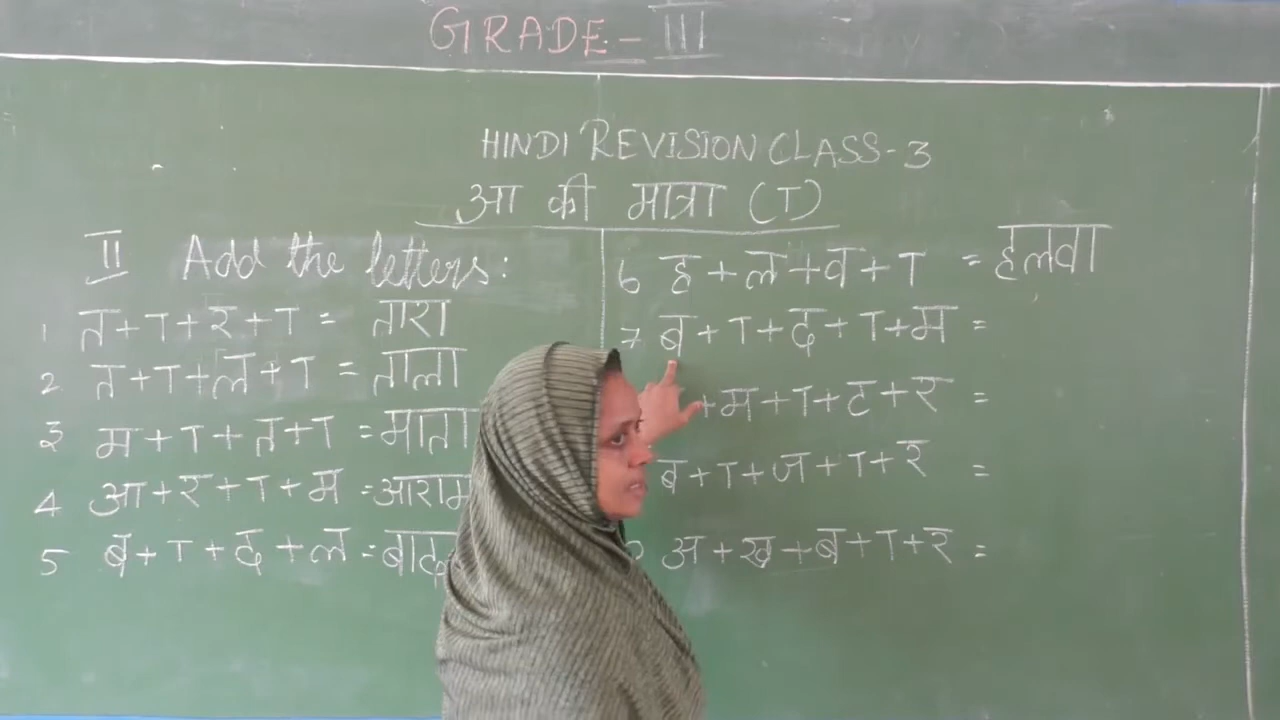 GRADE - III
HINDI REVISION CLASS - 3
आ की मात्रा (ा)
II Add the letters:
1 त + ा + र + ा = तारा
2 त + ा + ल + ा = ताला
3 म + ा + त + ा = माता
4 आ + र + ा + म = आराम
5 ब + ा + द + ल =
6 ह + ल + व + ा = हलवा
7 ब + ा + द + ा + म =
+ म + ा + ट + र =
ब + ा + ज + ा + र =
अ + ख + ब + ा + र =